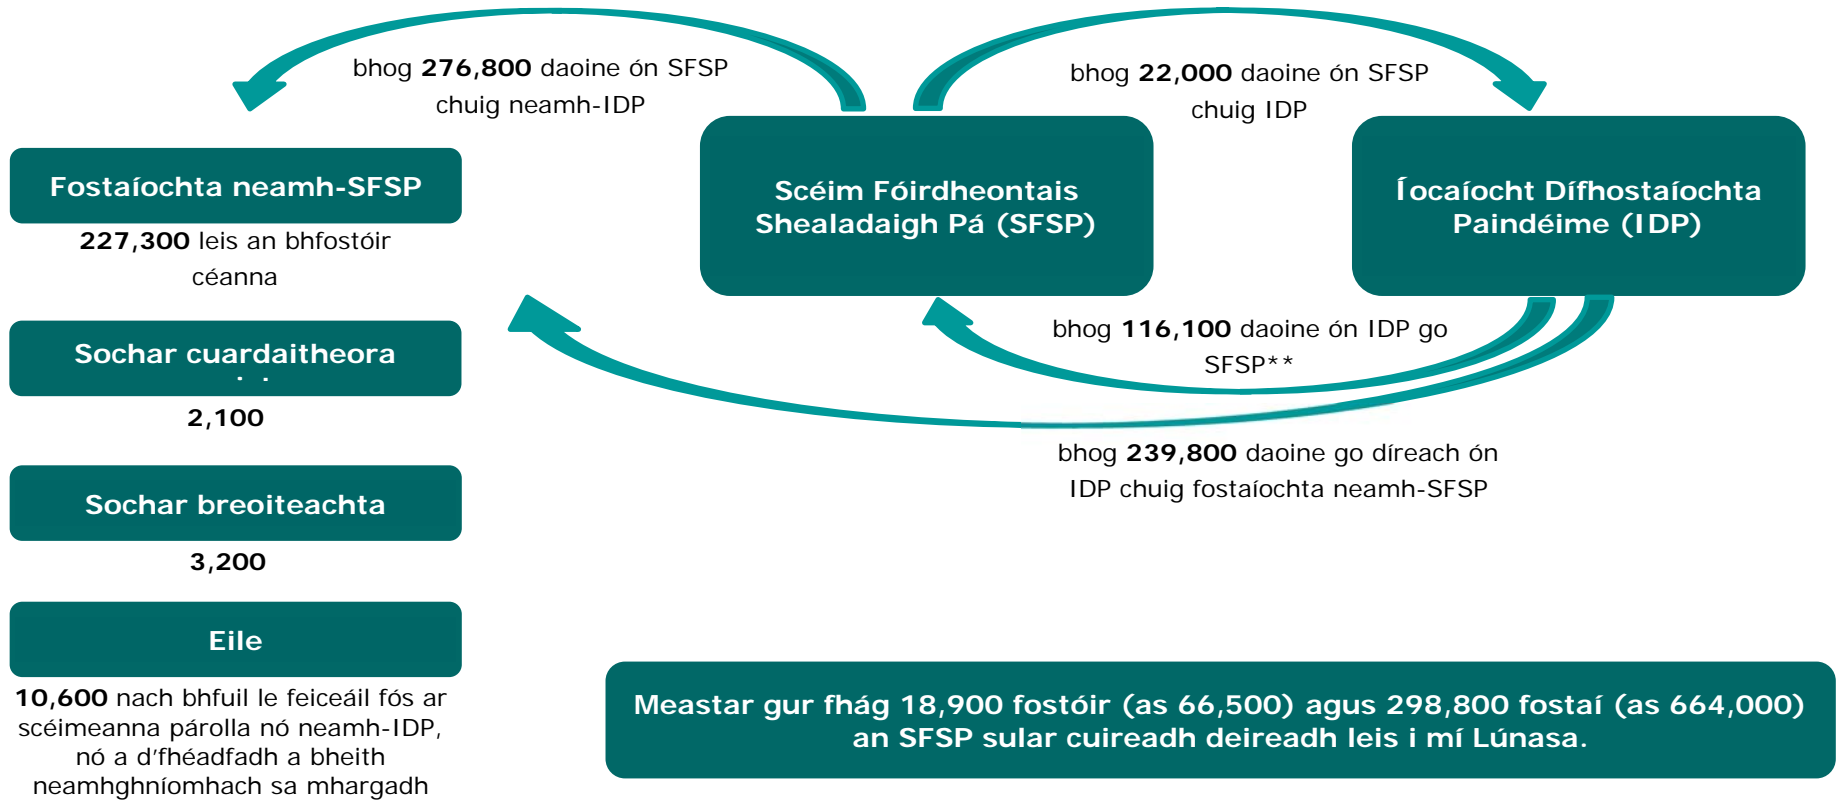 bhog 276,800 daoine ón SFSP
chuig neamh-IDP
bhog 22,000 daoine ón SFSP
chuig IDP
Fostaíochta neamh-SFSP
227,300 leis an bhfostóir
céanna
Scéim Fóirdheontais
Shealadaigh Pá (SFSP)
Íocaíocht Dífhostaíochta
Paindéime (IDP)
Sochar cuardaitheora
2,100
bhog 116,100 daoine ón IDP go
SFSP**
bhog 239,800 daoine go díreach ón
IDP chuig fostaíochta neamh-SFSP
Sochar breoiteachta
3,200
Eile
10,600 nach bhfuil le feiceáil fós ar
scéimeanna párolla nó neamh-IDP,
nó a d'fhéadfadh a bheith
neamhghníomhach sa mhargadh
Meastar gur fhág 18,900 fostóir (as 66,500) agus 298,800 fostaí (as 664,000)
an SFSP sular cuireadh deireadh leis i mí Lúnasa.